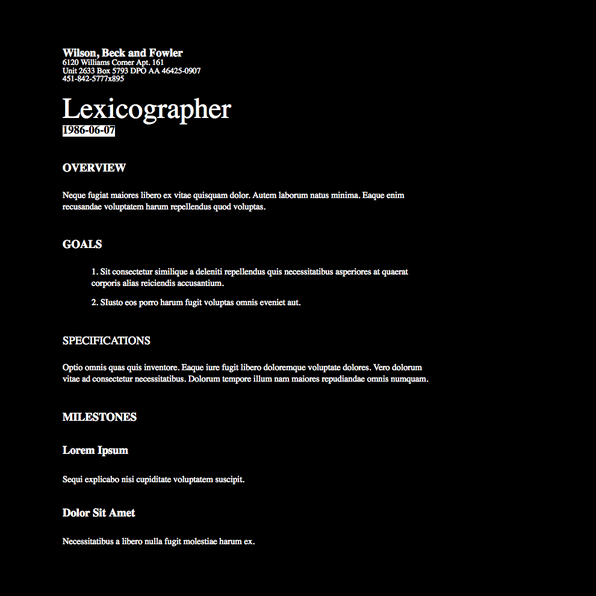 Wilson, Beck and Fowler
6120 Williams Corner Apt. 161
Unit 2633 Box 5793 DPO AA 46425-0907
451-842-5777x895
Lexicographer
1986-06-07
OVERVIEW
Neque fugiat maiores libero ex vitae quisquam dolor. Autem laborum natus minima. Eaque enim
recusandae voluptatem harum repellendus quod voluptas.
GOALS
1. Sit consectetur similique a deleniti repellendus quis necessitatibus asperiores at quaerat
corporis alias reiciendis accusantium.
2. SIusto eos porro harum fugit voluptas omnis eveniet aut.
SPECIFICATIONS
Optio omnis quas quis inventore. Eaque iure fugit libero doloremque voluptate dolores. Vero dolorum
vitae ad consectetur necessitatibus. Dolorum tempore illum nam maiores repudiandae omnis numquam.
MILESTONES
Lorem Ipsum
Sequi explicabo nisi cupiditate voluptatem suscipit.
Dolor Sit Amet
Necessitatibus a libero nulla fugit molestiae harum ex.